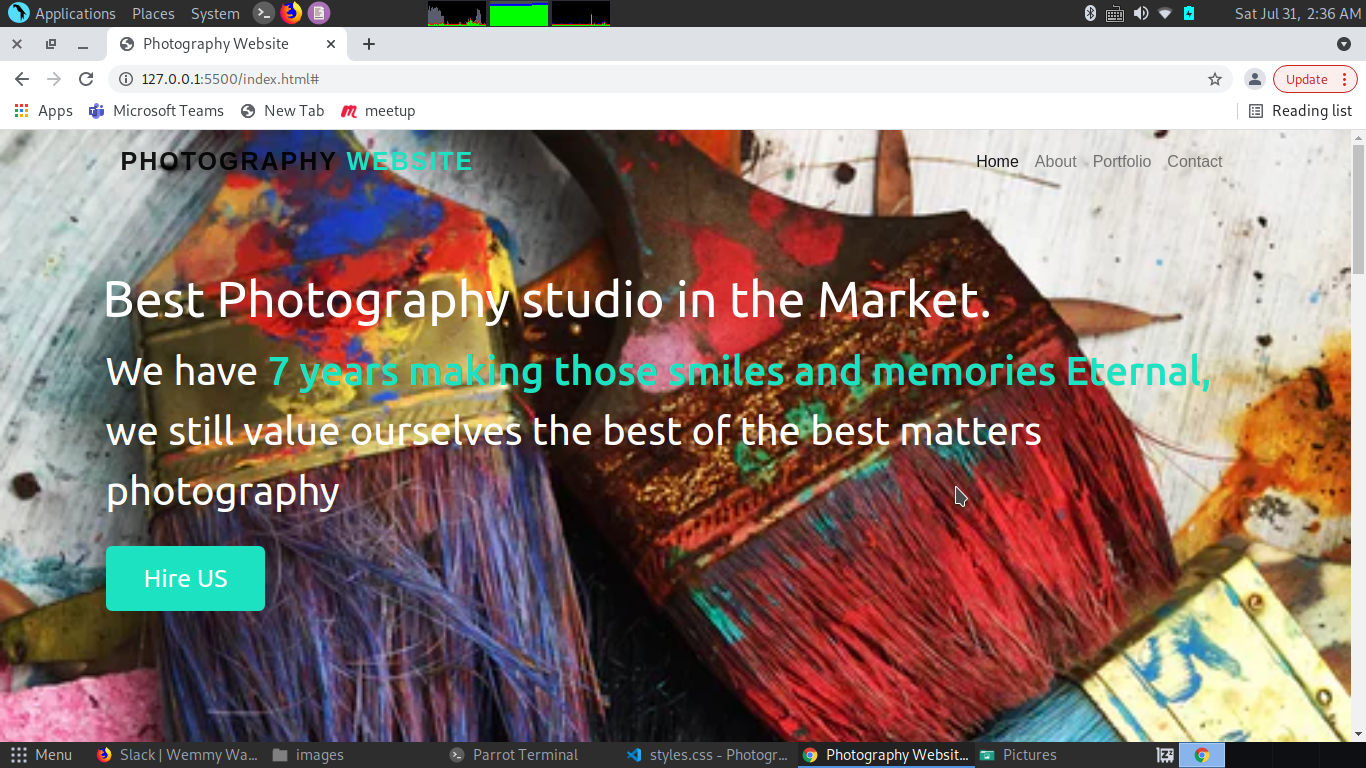 Applications Places System Sat Jul 31, 2:36 AM
Photography Website
127.0.0.1:5500/index.html# Update
Apps Microsoft Teams New Tab meetup Reading list
PHOTOGRAPHY WEBSITE Home About Portfolio Contact
Best Photography studio in the Market.
We have 7 years making those smiles and memories Eternal,
we still value ourselves the best of the best matters
photography
Hire US
Menu Slack | Wemmy Wa... images Parrot Terminal styles.css - Photogr... Photography Websit... Pictures